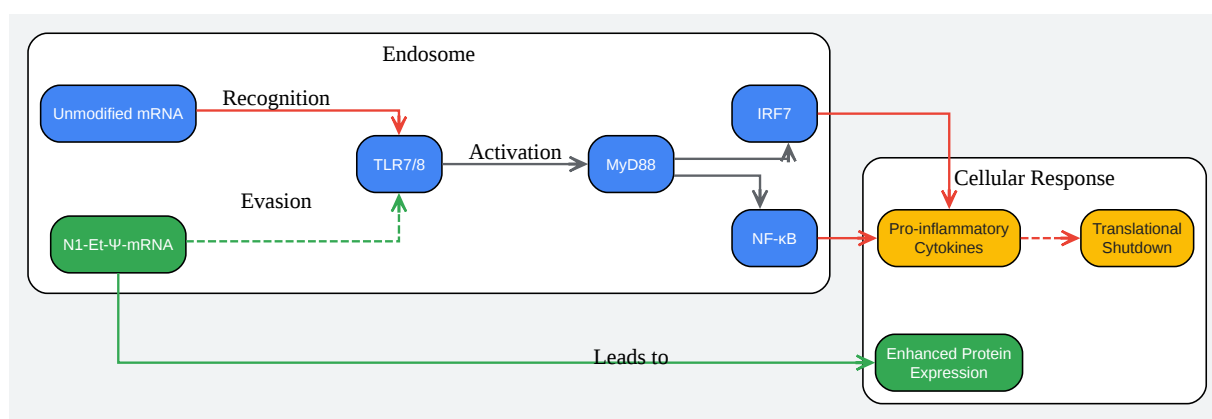 Endosome
Unmodified mRNA
Recognition
IRF7
TLR7/8
Activation
MyD88
Cellular Response
Evasion
N1-Et-Ψ-mRNA
NF-κB
Pro-inflammatory
Cytokines
Translational
Shutdown
Leads to
Enhanced Protein
Expression